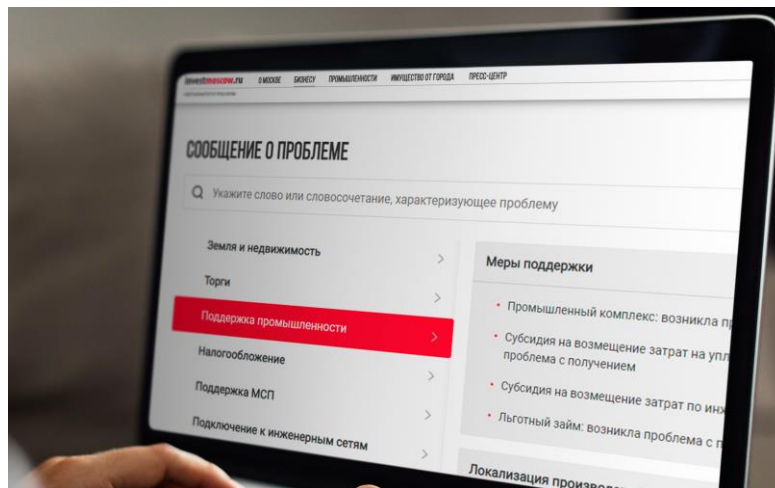 investmoscow.ru О МОСКВЕ БИЗНЕСУ ПРОМЫШЛЕННОСТИ ИМУЩЕСТВО ОТ ГОРОДА ПРЕСС-ЦЕНТР
СООБЩЕНИЕ О ПРОБЛЕМЕ
Укажите слово или словосочетание, характеризующее проблему
Земля и недвижимость
Торги
Поддержка промышленности
Налогообложение
Поддержка МСП
Подключение к инженерным сетям
Меры поддержки
• Промышленный комплекс: возникла
• Субсидия на возмещение затрат на
проблема с получением
• Субсидия на возмещение затрат по
• Льготный займ: возникла проблема с
Локализация